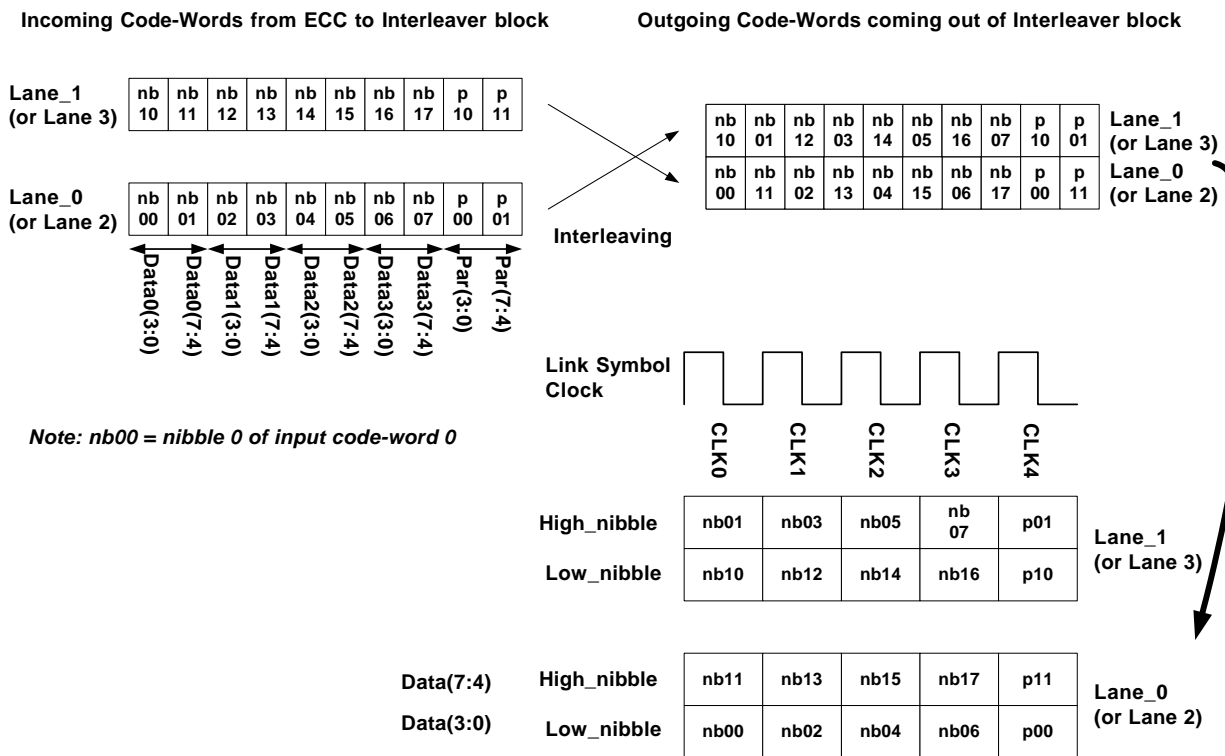 Incoming Code-Words from ECC to Interleaver block
Outgoing Code-Words coming out of Interleaver block
Lane_1
(or Lane 3)
nb nb nb nb nb nb nb nb p p
10 11 12 13 14 15 16 17 10 11
nb nb nb nb nb nb nb nb p p
10 01 12 03 14 05 16 07 10 01
Lane_1
(or Lane 3)
nb nb nb nb nb nb nb nb p p
00 11 02 13 04 15 06 17 00 11
Lane_0
(or Lane 2)
Lane_0
(or Lane 2)
nb nb nb nb nb nb nb nb p p
00 01 02 03 04 05 06 07 00 01
Interleaving
Data0(3:0)
Data0(7:4)
Data1(3:0)
Data1(7:4)
Data2(3:0)
Data2(7:4)
Data3(3:0)
Data3(7:4)
Par(3:0)
Par(7:4)
Link Symbol
Clock
Note: nb00 = nibble 0 of input code-word 0
CLK0
CLK1
CLK2
CLK3
CLK4
High_nibble nb01 nb03 nb05 nb 07 p01
Low_nibble nb10 nb12 nb14 nb16 p10
Lane_1
(or Lane 3)
Data(7:4) High_nibble nb11 nb13 nb15 nb17 p11
Data(3:0) Low_nibble nb00 nb02 nb04 nb06 p00
Lane_0
(or Lane 2)